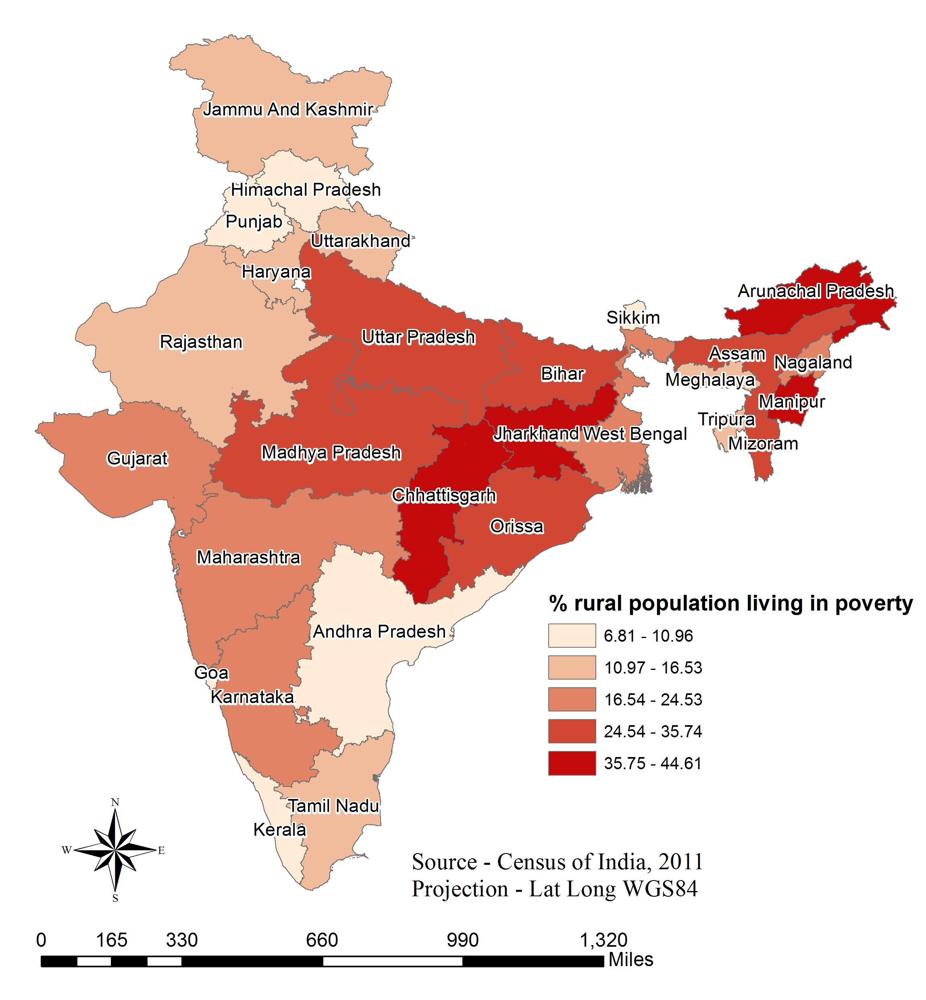 Jammu And Kashmir
Himachal Pradesh
Punjab
Uttarakhand
Haryana
Arunachal Pradesh
Sikkim
Rajasthan
Uttar Pradesh
Assam
Nagaland
Bihar
Meghalaya
Manipur
Tripura
Jharkhand
West Bengal
Mizoram
Madhya Pradesh
Gujarat
Chhattisgarh
Orissa
Maharashtra
Andhra Pradesh
Goa
Karnataka
Tamil Nadu
Kerala
% rural population living in poverty
6.81 - 10.96
10.97 - 16.53
16.54 - 24.53
24.54 - 35.74
35.75 - 44.61
N
W
E
S
Source - Census of India, 2011
Projection - Lat Long WGS84
0 165 330 660 990 1,320
Miles